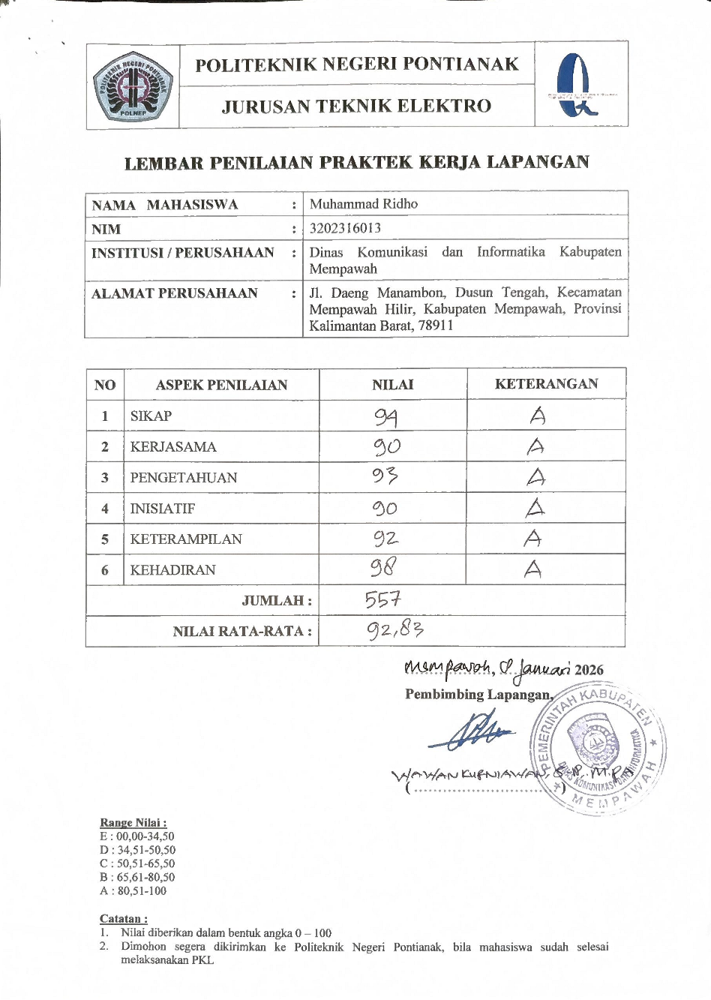 POLITEKNIK NEGERI PONTIANAK
POLNEP
POLITEKNIK NEGERI PONTIANAK
JURUSAN TEKNIK ELEKTRO
LEMBAR PENILAIAN PRAKTEK KERJA LAPANGAN
NAMA MAHASISWA : Muhammad Ridho
NIM : 3202316013
INSTITUSI / PERUSAHAAN : Dinas Komunikasi dan Informatika Kabupaten
Mempawah
ALAMAT PERUSAHAAN : Jl. Daeng Manambon, Dusun Tengah, Kecamatan
Mempawah Hilir, Kabupaten Mempawah, Provinsi
Kalimantan Barat, 78911
NO ASPEK PENILAIAN NILAI KETERANGAN
1 SIKAP 94 A
2 KERJASAMA 90 A
3 PENGETAHUAN 93 A
4 INISIATIF 90 A
5 KETERAMPILAN 92 A
6 KEHADIRAN 98 A
JUMLAH : 557
NILAI RATA-RATA : 92,83
Mempawah, Januari 2026
Pembimbing Lapangan,
PEMERINTAH KABUPATEN
DINAS KOMUNIKASI DAN INFORMATIKA
MEMPAWAH
WAWAN KURNIAWAN, S.P., M.PA
(..............................)
Range Nilai :
E : 00,00-34,50
D : 34,51-50,50
C : 50,51-65,50
B : 65,61-80,50
A : 80,51-100
Catatan :
1. Nilai diberikan dalam bentuk angka 0 – 100
2. Dimohon segera dikirimkan ke Politeknik Negeri Pontianak, bila mahasiswa sudah selesai
melaksanakan PKL